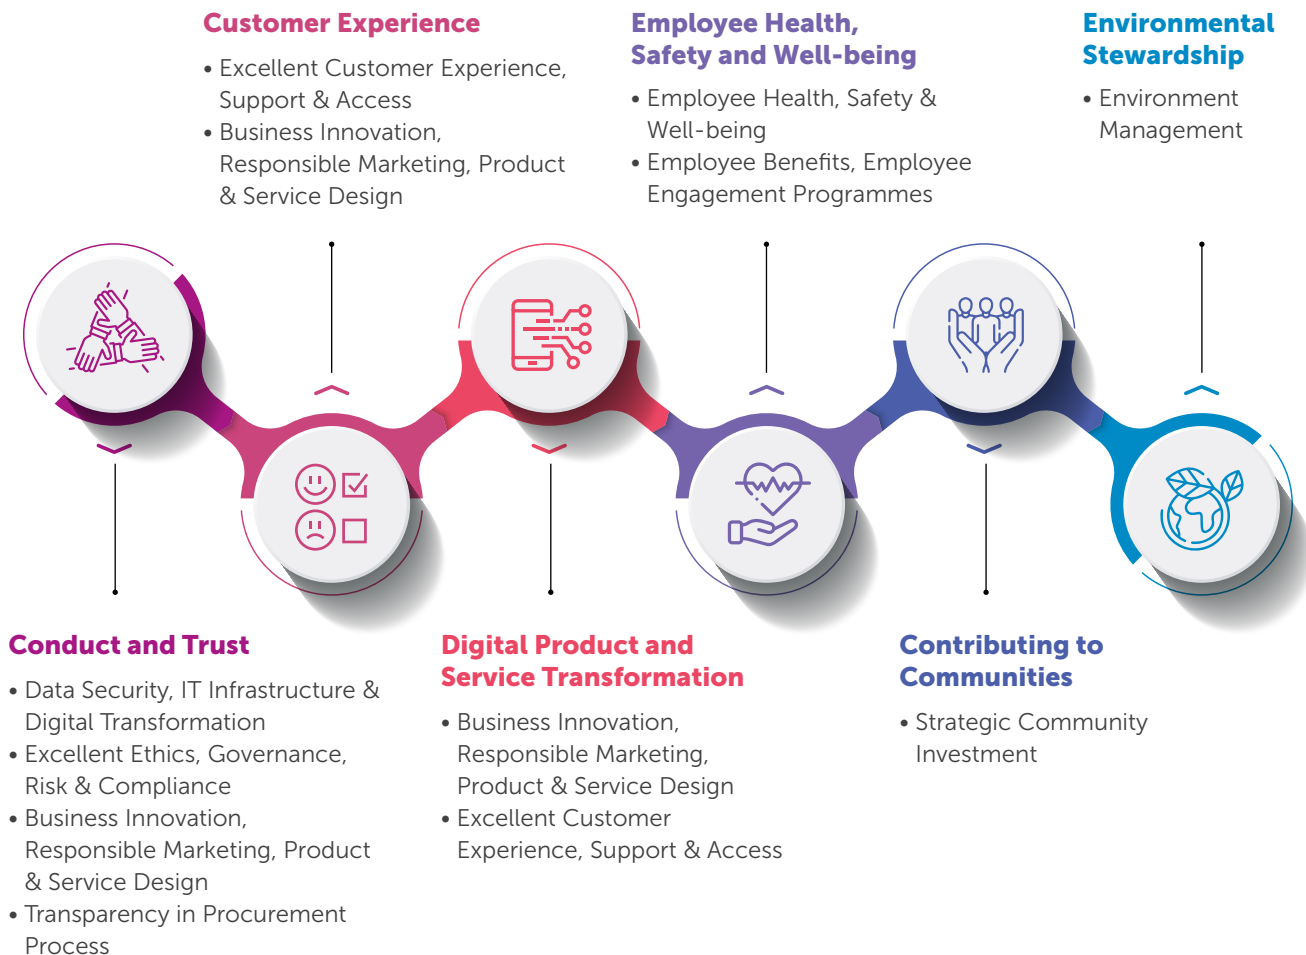 Customer Experience
• Excellent Customer Experience,
Support & Access
• Business Innovation,
Responsible Marketing, Product
& Service Design
Employee Health,
Safety and Well-being
• Employee Health, Safety &
Well-being
• Employee Benefits, Employee
Engagement Programmes
Environmental
Stewardship
• Environment
Management
Conduct and Trust
• Data Security, IT Infrastructure &
Digital Transformation
• Excellent Ethics, Governance,
Risk & Compliance
• Business Innovation,
Responsible Marketing, Product
& Service Design
• Transparency in Procurement
Process
Digital Product and
Service Transformation
• Business Innovation,
Responsible Marketing,
Product & Service Design
• Excellent Customer
Experience, Support & Access
Contributing to
Communities
• Strategic Community
Investment